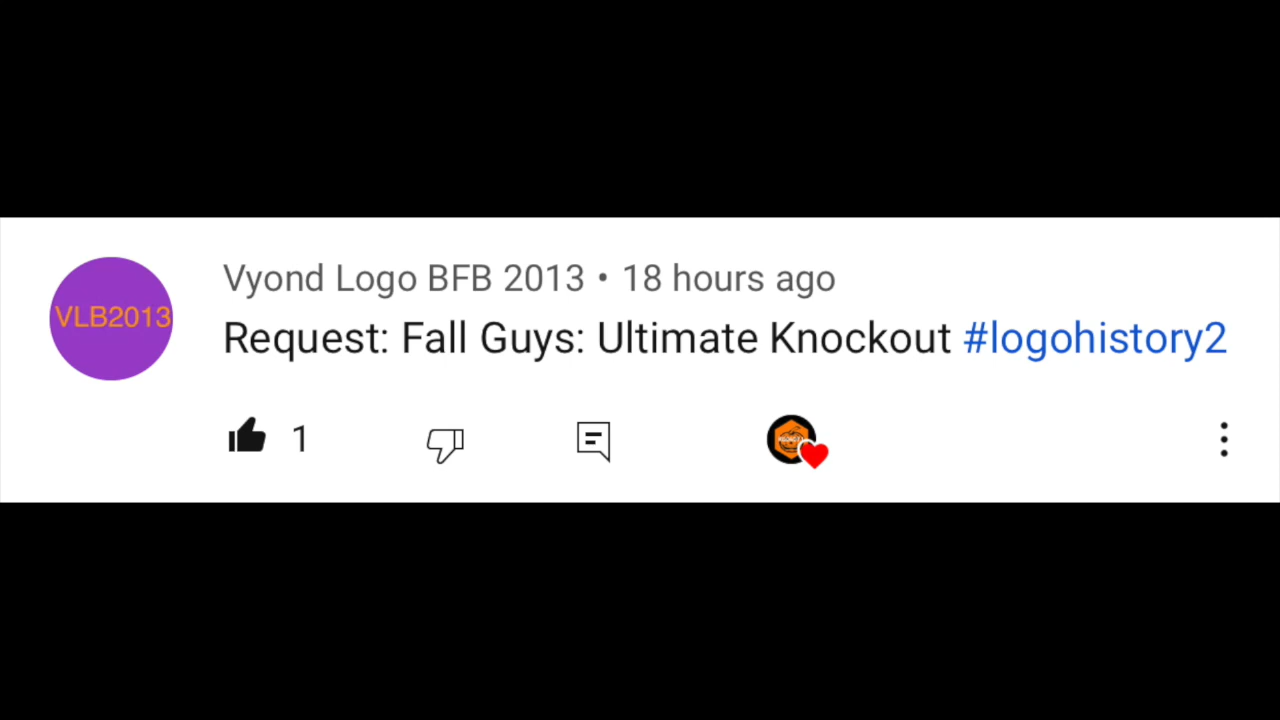 VLB2013
Vyond Logo BFB 2013 • 18 hours ago
Request: Fall Guys: Ultimate Knockout #logohistory2
1